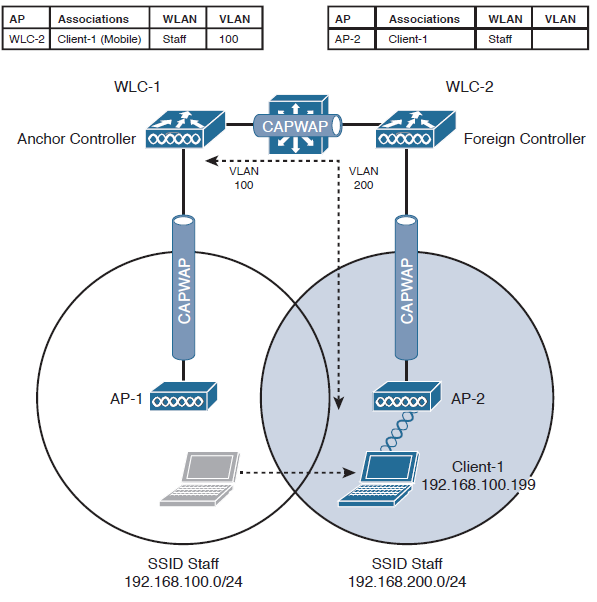 AP Associations WLAN VLAN
WLC-2 Client-1 (Mobile) Staff 100
AP Associations WLAN VLAN
AP-2 Client-1 Staff
WLC-1
WLC-2
Anchor Controller
CAPWAP
Foreign Controller
VLAN
100
VLAN
200
CAPWAP
CAPWAP
AP-1
AP-2
Client-1
192.168.100.199
SSID Staff
192.168.100.0/24
SSID Staff
192.168.200.0/24